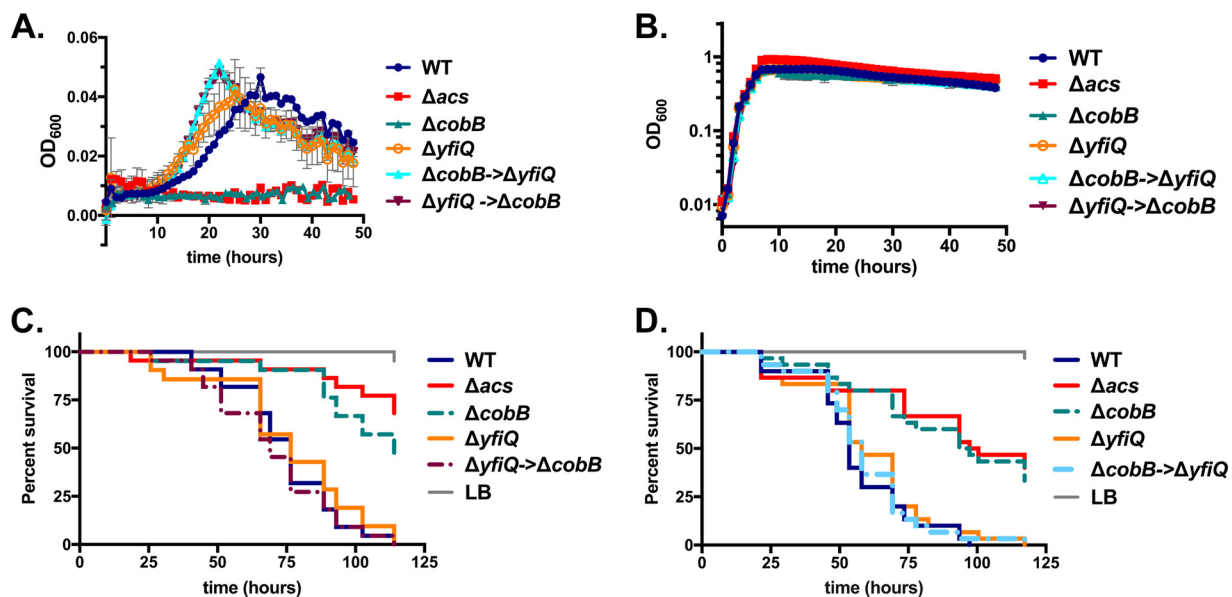 A.
0.06
0.04
0.02
0.00
OD600
10
20
30
40
50
time (hours)
WT
Δacs
ΔcobB
ΔyfiQ
ΔcobB->ΔyfiQ
ΔyfiQ ->ΔcobB
B.
1
0.1
0.01
OD600
0
10
20
30
40
50
time (hours)
WT
Δacs
ΔcobB
ΔyfiQ
ΔcobB->ΔyfiQ
ΔyfiQ->ΔcobB
C.
100
75
50
25
0
Percent survival
0
25
50
75
100
125
time (hours)
WT
Δacs
ΔcobB
ΔyfiQ
ΔyfiQ->ΔcobB
LB
D.
100
75
50
25
0
Percent survival
0
25
50
75
100
125
time (hours)
WT
Δacs
ΔcobB
ΔyfiQ
ΔcobB->ΔyfiQ
LB